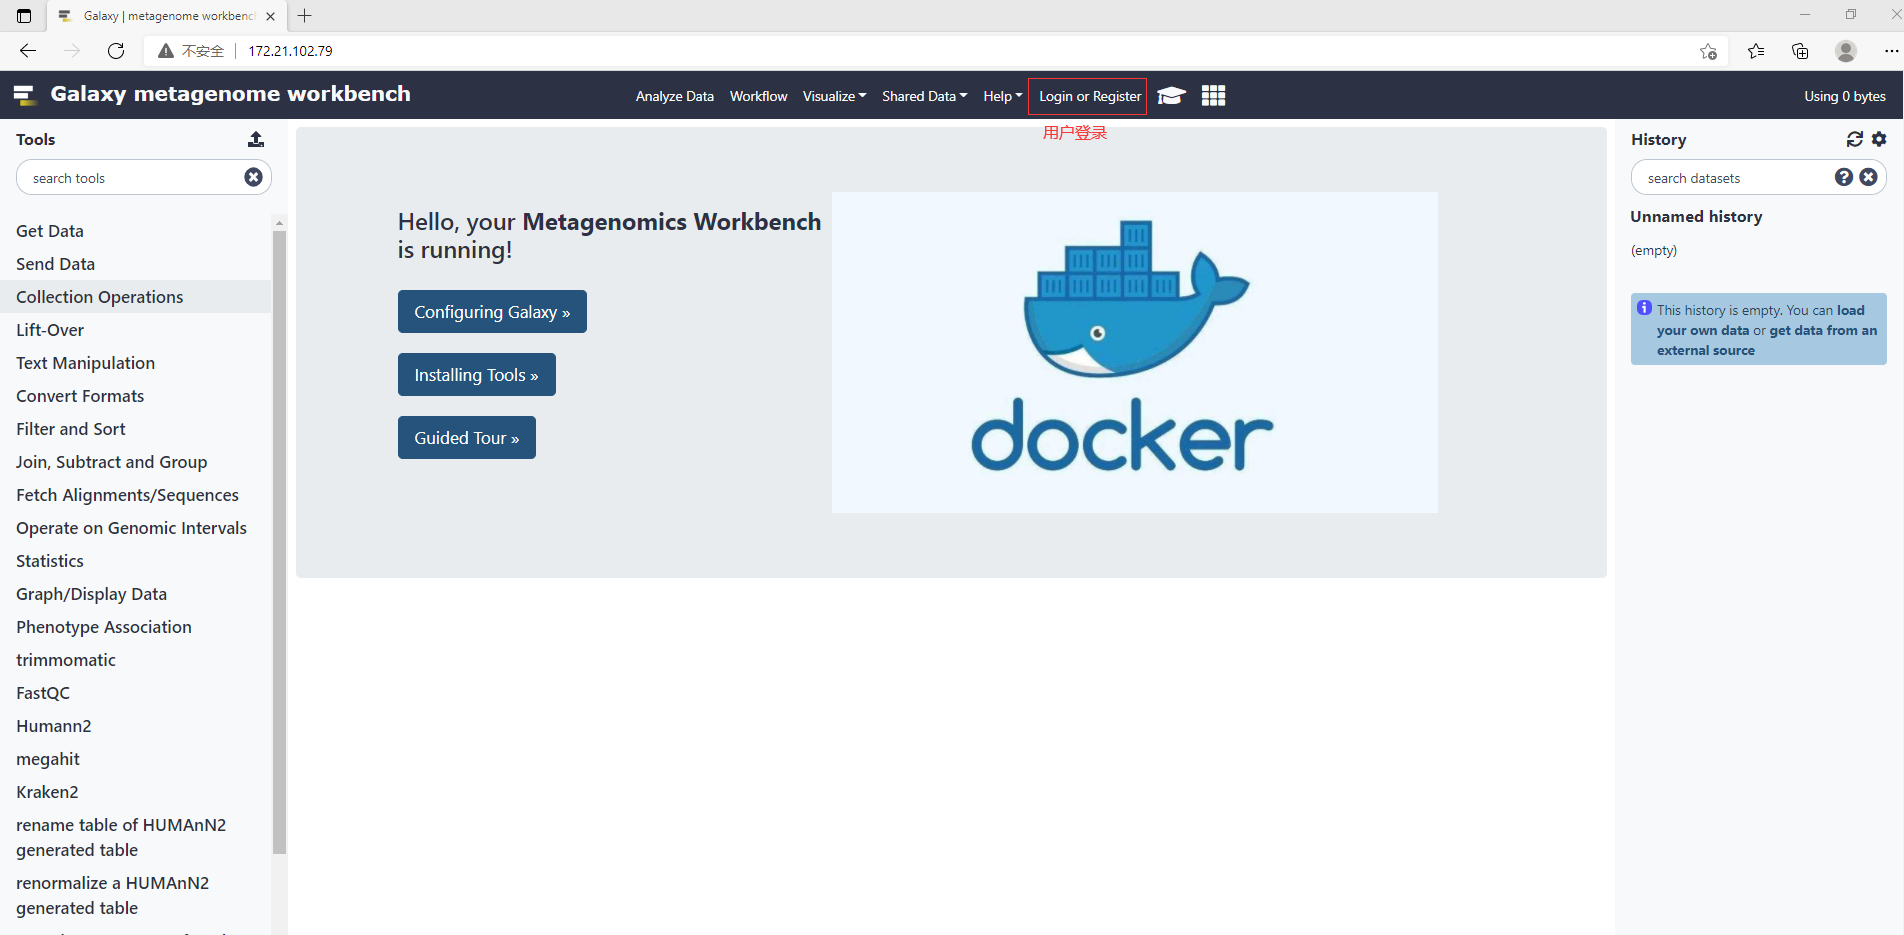 Galaxy | metagenome workbench
不安全
172.21.102.79
Galaxy metagenome workbench
Analyze Data
Workflow
Visualize
Shared Data
Help
Login or Register
Using 0 bytes
用户登录
Tools
search tools
Get Data
Send Data
Collection Operations
Lift-Over
Text Manipulation
Convert Formats
Filter and Sort
Join, Subtract and Group
Fetch Alignments/Sequences
Operate on Genomic Intervals
Statistics
Graph/Display Data
Phenotype Association
trimmomatic
FastQC
Humann2
megahit
Kraken2
rename table of HUMAnN2
generated table
renormalize a HUMAnN2
generated table
Hello, your Metagenomics Workbench
is running!
Configuring Galaxy »
Installing Tools »
Guided Tour »
docker
History
search datasets
Unnamed history
(empty)
This history is empty. You can load
your own data or get data from an
external source